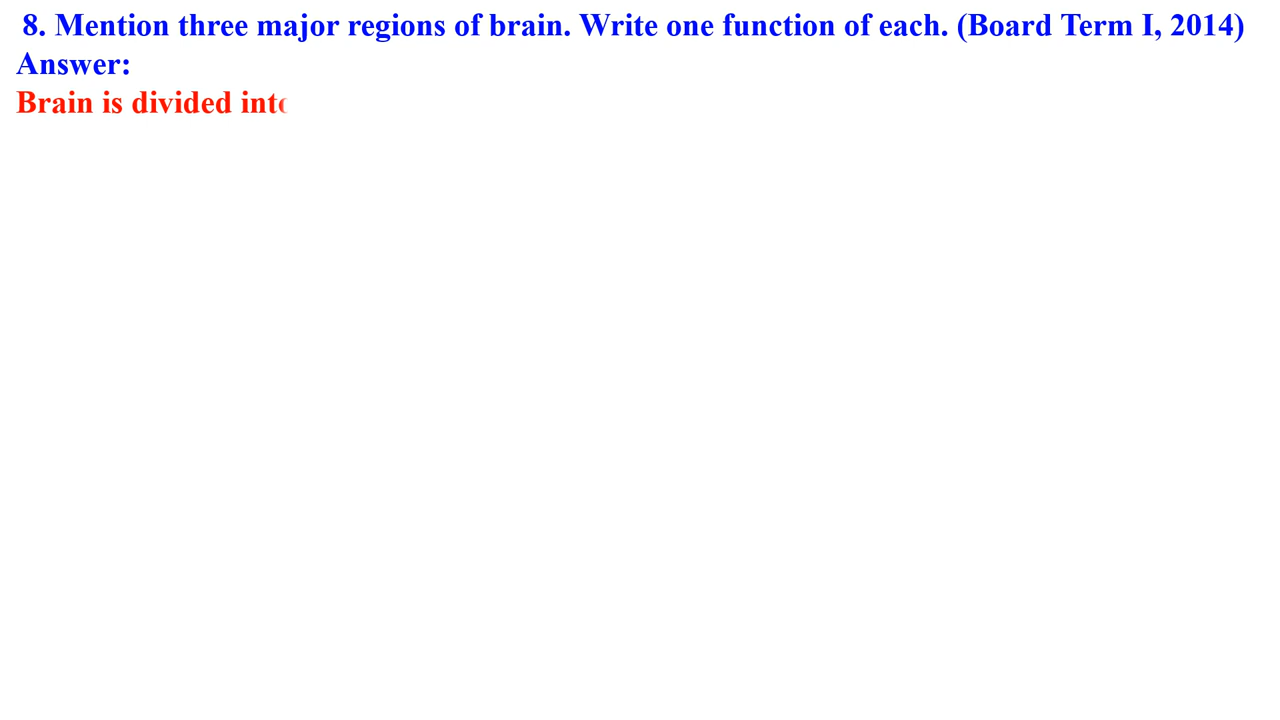 8. Mention three major regions of brain. Write one function of each. (Board Term I, 2014)
Answer:
Brain is divided into